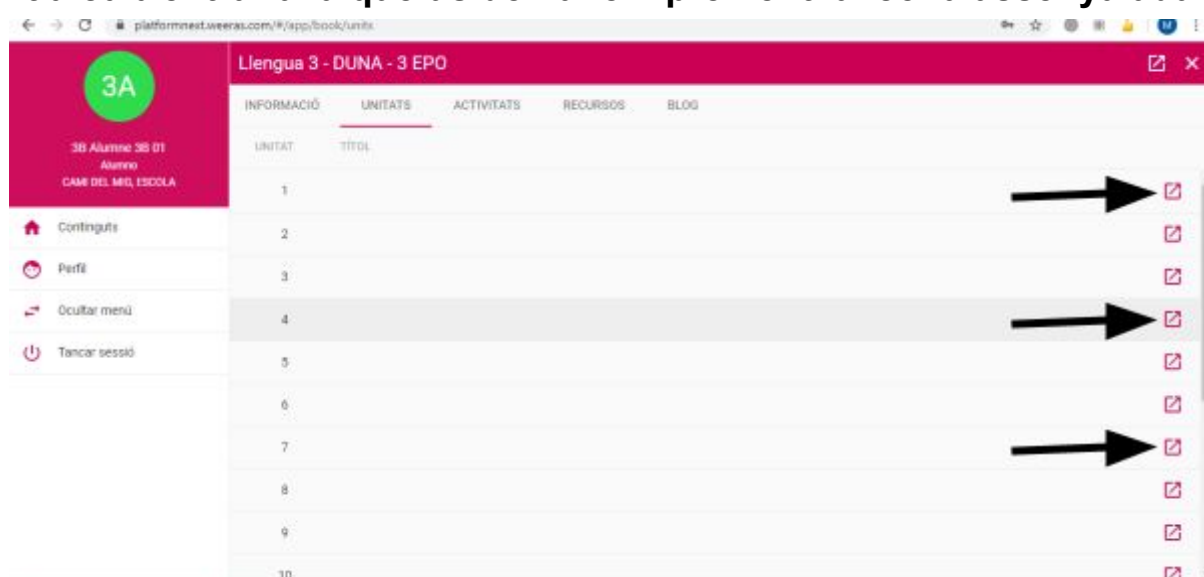 platformnest.weeras.com/#/app/book/units
M
3A
3B Alumne 3B 01
Alumno
CAMI DEL MIG, ESCOLA
Continguts
Perfil
Ocultar menú
Tancar sessió
Llengua 3 - DUNA - 3 EPO
INFORMACIÓ UNITATS ACTIVITATS RECURSOS BLOG
UNITAT TÍTOL
1
2
3
4
5
6
7
8
9
10